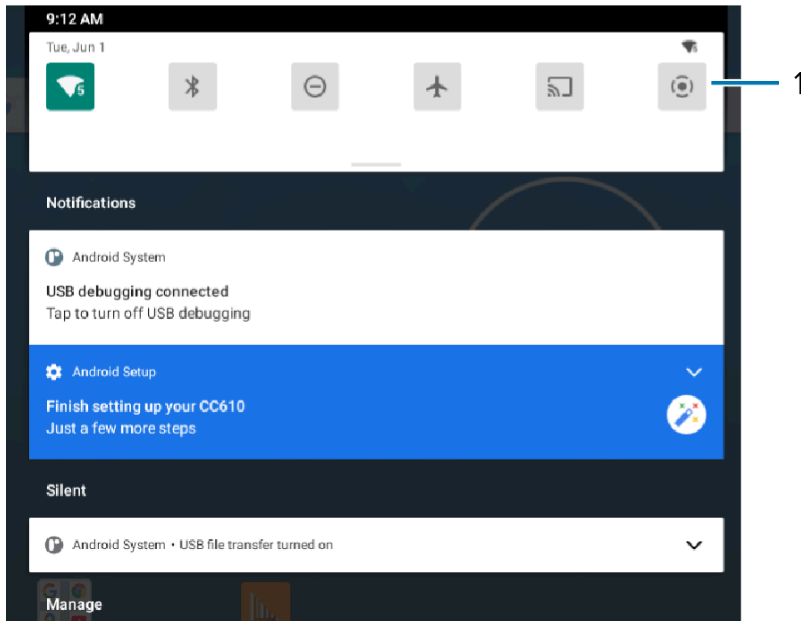 9:12 AM
Tue, Jun 1
5
1
Notifications
Android System
USB debugging connected
Tap to turn off USB debugging
Android Setup
Finish setting up your CC610
Just a few more steps
Silent
Android System • USB file transfer turned on
Manage